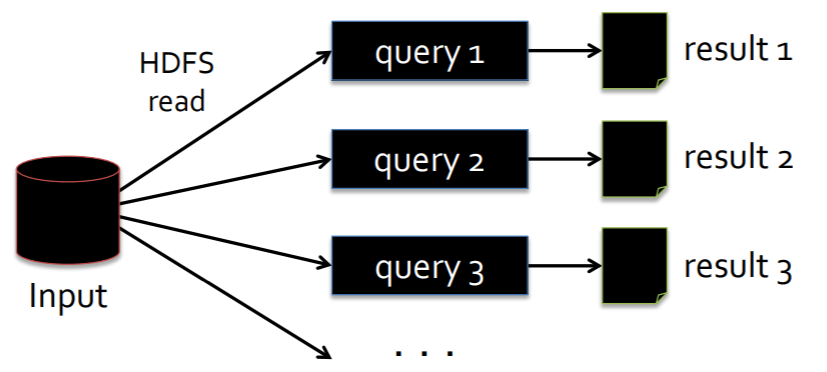 HDFS
read
query 1
result 1
query 2
result 2
query 3
result 3
Input
. . .